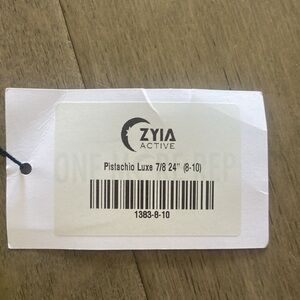 ZYIA
ACTIVE
Pistachio Luxe 7/8 24" (8-10)
1383-8-10